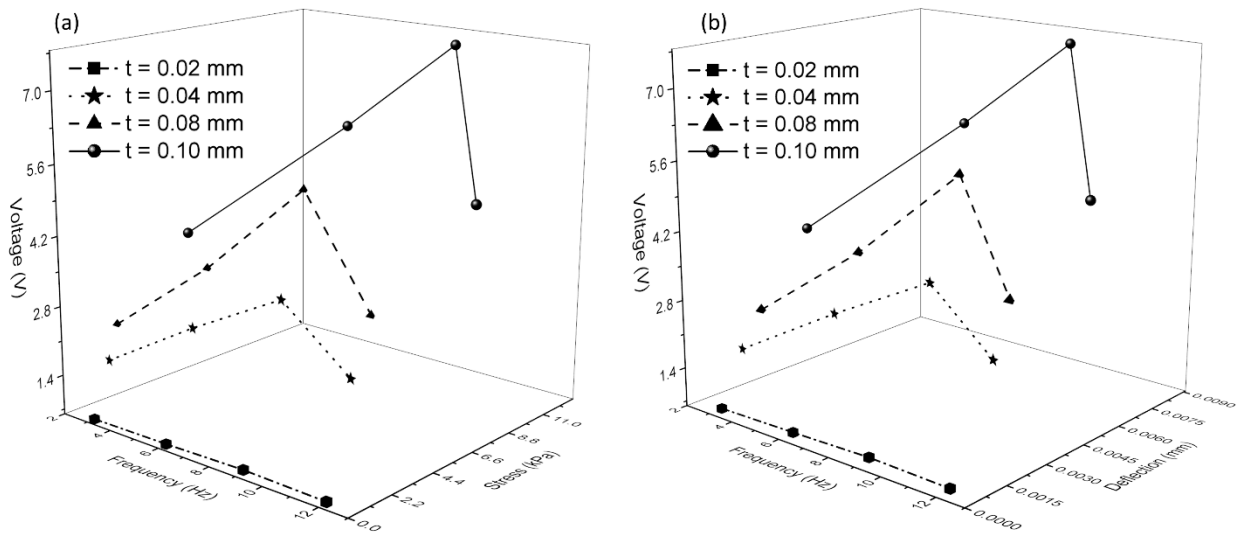 (a)
t = 0.02 mm
t = 0.04 mm
t = 0.08 mm
t = 0.10 mm
7.0
5.6
4.2
2.8
1.4
Voltage (V)
2
4
6
8
10
12
Frequency (Hz)
0.0
2.2
4.4
6.6
8.8
11.0
Stress (kPa)
(b)
t = 0.02 mm
t = 0.04 mm
t = 0.08 mm
t = 0.10 mm
7.0
5.6
4.2
2.8
1.4
Voltage (V)
2
4
6
8
10
12
Frequency (Hz)
0.0000
0.0015
0.0030
0.0045
0.0060
0.0075
0.0090
Deflection (mm)